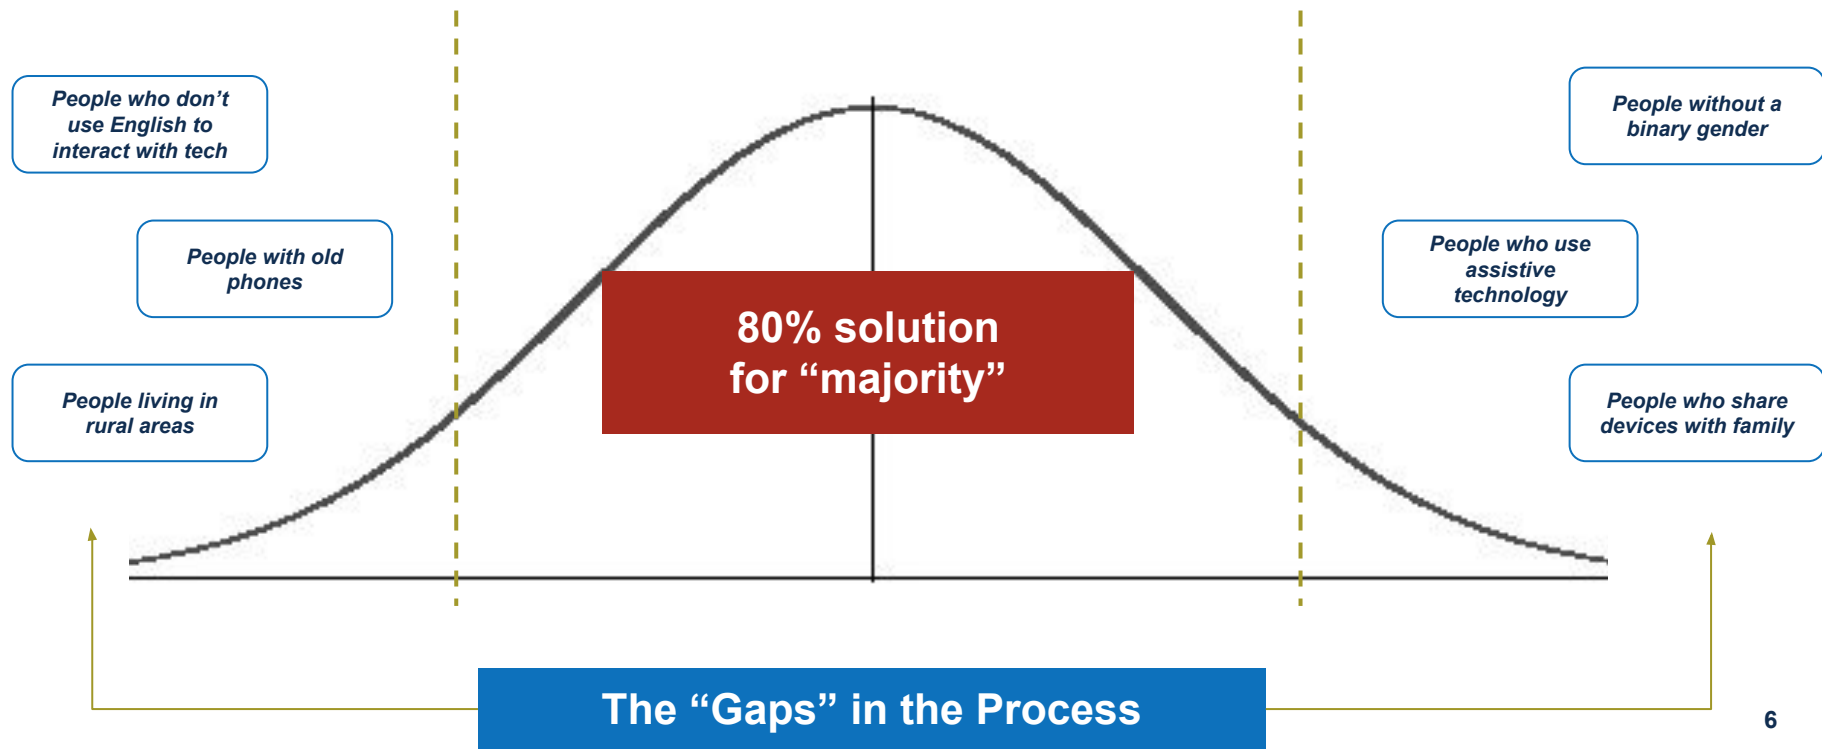 People who don’t
use English to
interact with tech
People with old
phones
People living in
rural areas
80% solution
for “majority”
People without a
binary gender
People who use
assistive
technology
People who share
devices with family
The “Gaps” in the Process
6